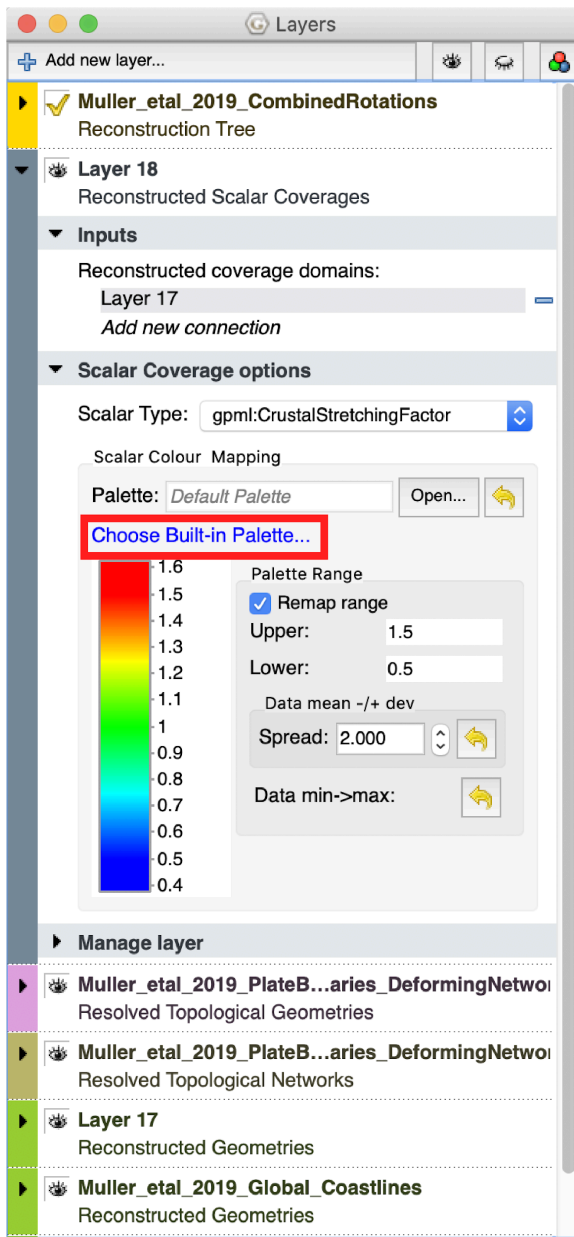 Layers
Add new layer...
Muller_etal_2019_CombinedRotations
Reconstruction Tree
Layer 18
Reconstructed Scalar Coverages
Inputs
Reconstructed coverage domains:
Layer 17
Add new connection
Scalar Coverage options
Scalar Type: gpml:CrustalStretchingFactor
Scalar Colour Mapping
Palette: Default Palette Open...
Choose Built-in Palette...
1.6
1.5
1.4
1.3
1.2
1.1
1
0.9
0.8
0.7
0.6
0.5
0.4
Palette Range
Remap range
Upper: 1.5
Lower: 0.5
Data mean -/+ dev
Spread: 2.000
Data min->max:
Manage layer
Muller_etal_2019_PlateB...aries_DeformingNetwo
Resolved Topological Geometries
Muller_etal_2019_PlateB...aries_DeformingNetwo
Resolved Topological Networks
Layer 17
Reconstructed Geometries
Muller_etal_2019_Global_Coastlines
Reconstructed Geometries